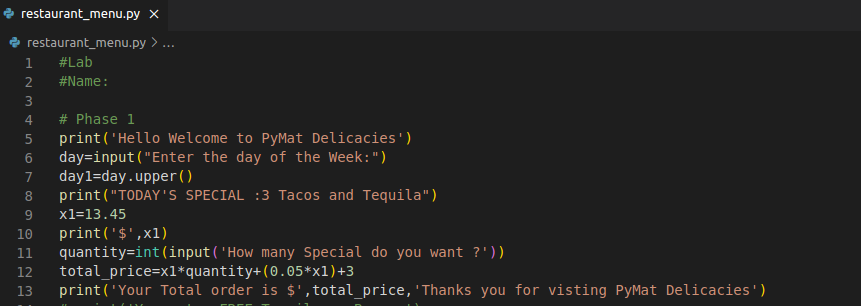 restaurant_menu.py ×
restaurant_menu.py > ...
1 #Lab
2 #Name:
3
4 # Phase 1
5 print('Hello Welcome to PyMat Delicacies')
6 day=input("Enter the day of the Week:")
7 day1=day.upper()
8 print("TODAY'S SPECIAL :3 Tacos and Tequila")
9 x1=13.45
10 print('$',x1)
11 quantity=int(input('How many Special do you want ?'))
12 total_price=x1*quantity+(0.05*x1)+3
13 print('Your Total order is $',total_price,'Thanks you for visting PyMat Delicacies')